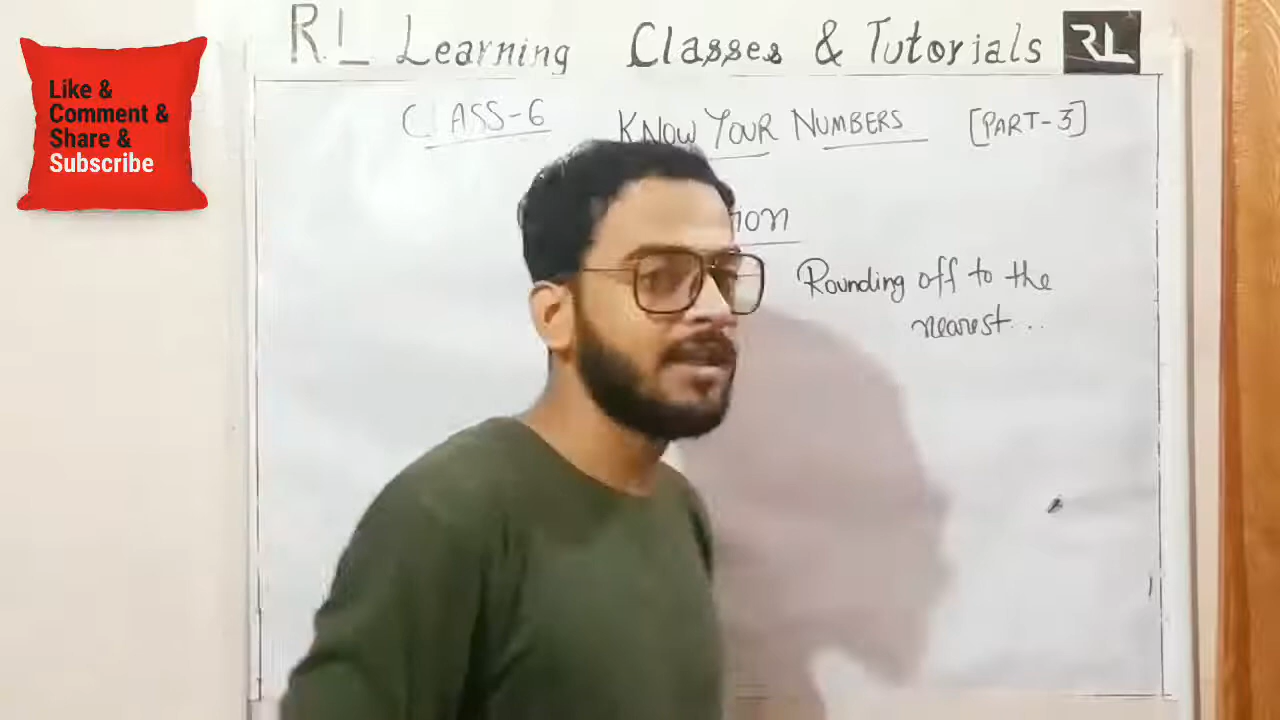 R.L Learning Classes & Tutorials RL
Like &
Comment &
Share &
Subscribe
CLASS-6 KNOW YOUR NUMBERS [PART-3]
Rounding off to the
nearest...